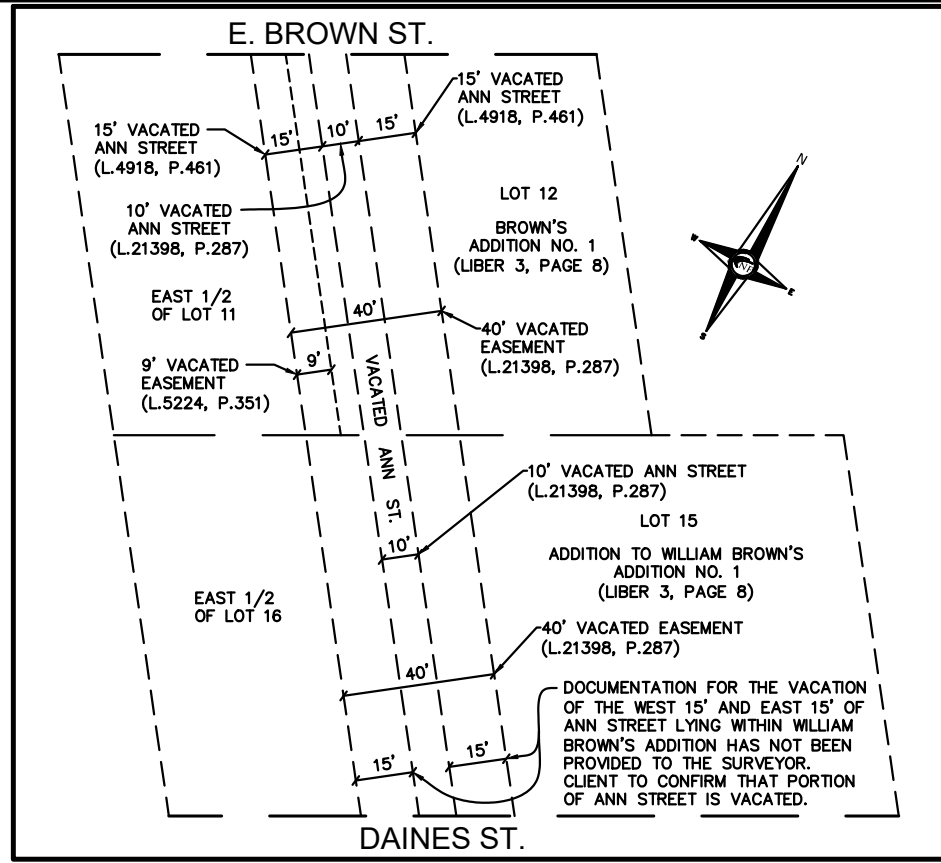 E. BROWN ST.
15' VACATED
ANN STREET
(L.4918, P.461)
15'
10'
15'
15' VACATED
ANN STREET
(L.4918, P.461)
10' VACATED
ANN STREET
(L.21398, P.287)
LOT 12
BROWN'S
ADDITION NO. 1
(LIBER 3, PAGE 8)
N
W
E
S
EAST 1/2
OF LOT 11
40'
40' VACATED
EASEMENT
(L.21398, P.287)
9' VACATED
EASEMENT
(L.5224, P.351)
9'
VACATED ANN ST.
10' VACATED ANN STREET
(L.21398, P.287)
LOT 15
10'
ADDITION TO WILLIAM BROWN'S
ADDITION NO. 1
(LIBER 3, PAGE 8)
EAST 1/2
OF LOT 16
40' VACATED EASEMENT
(L.21398, P.287)
40'
DOCUMENTATION FOR THE VACATION
OF THE WEST 15' AND EAST 15' OF
ANN STREET LYING WITHIN WILLIAM
BROWN'S ADDITION HAS NOT BEEN
PROVIDED TO THE SURVEYOR.
CLIENT TO CONFIRM THAT PORTION
OF ANN STREET IS VACATED.
15'
15'
DAINES ST.